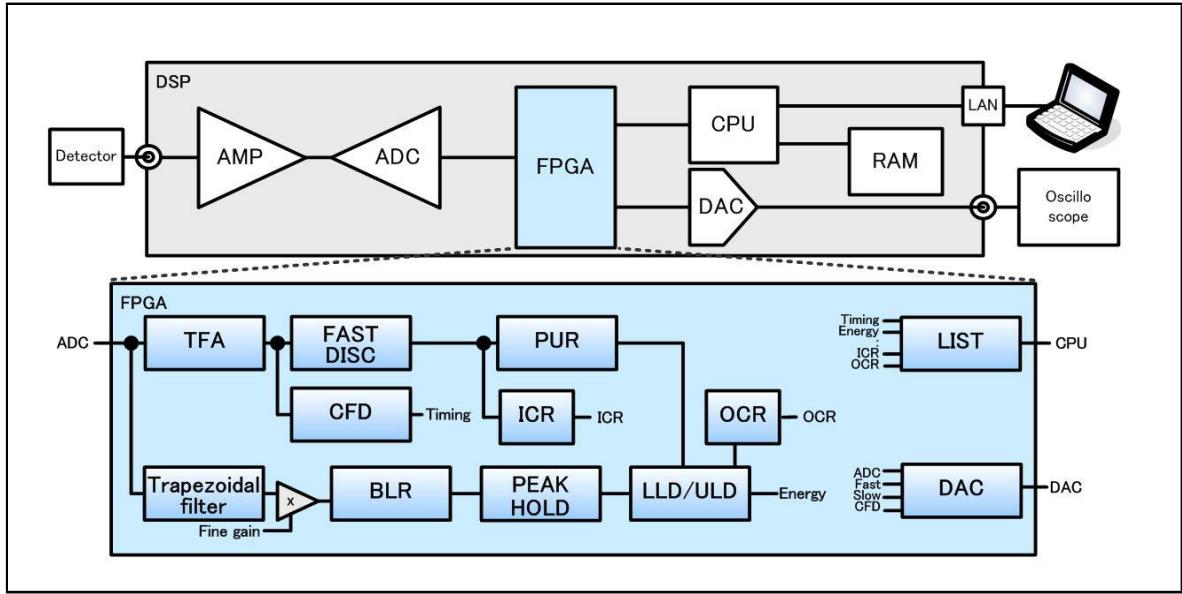 DSP
Detector
AMP
ADC
FPGA
CPU
RAM
DAC
LAN
Oscillo
scope
FPGA
ADC
TFA
FAST
DISC
PUR
CFD
Timing
ICR
ICR
OCR
OCR
Trapezoidal
filter
x
Fine gain
BLR
PEAK
HOLD
LLD/ULD
Energy
Timing
Energy
:
ICR
OCR
LIST
CPU
ADC
Fast
Slow
CFD
DAC
DAC